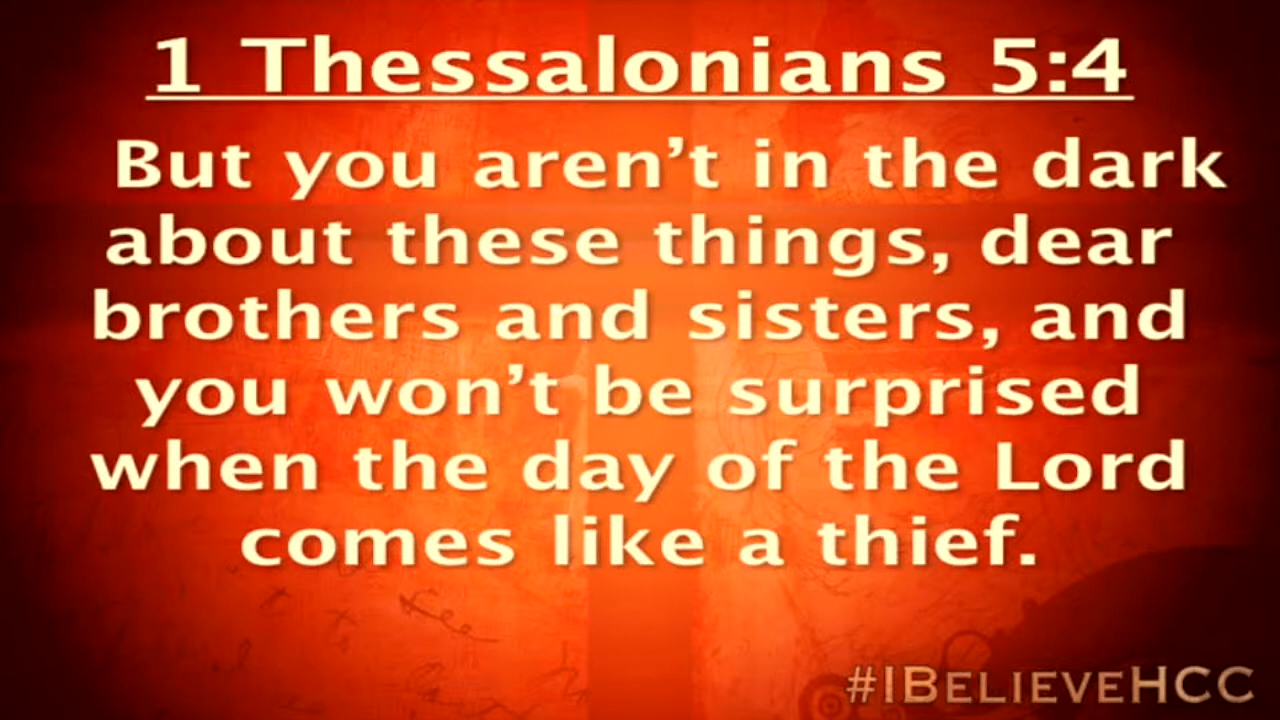 1 Thessalonians 5:4
But you aren’t in the dark
about these things, dear
brothers and sisters, and
you won’t be surprised
when the day of the Lord
comes like a thief.
#IBelieveHCC